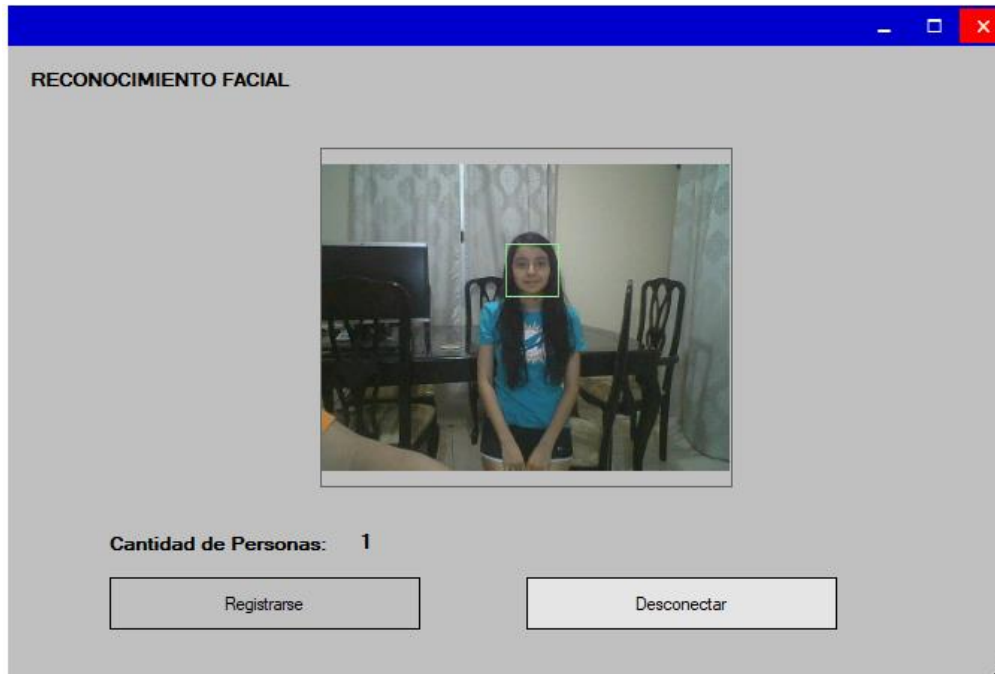 RECONOCIMIENTO FACIAL
Cantidad de Personas: 1
Registrarse
Desconectar